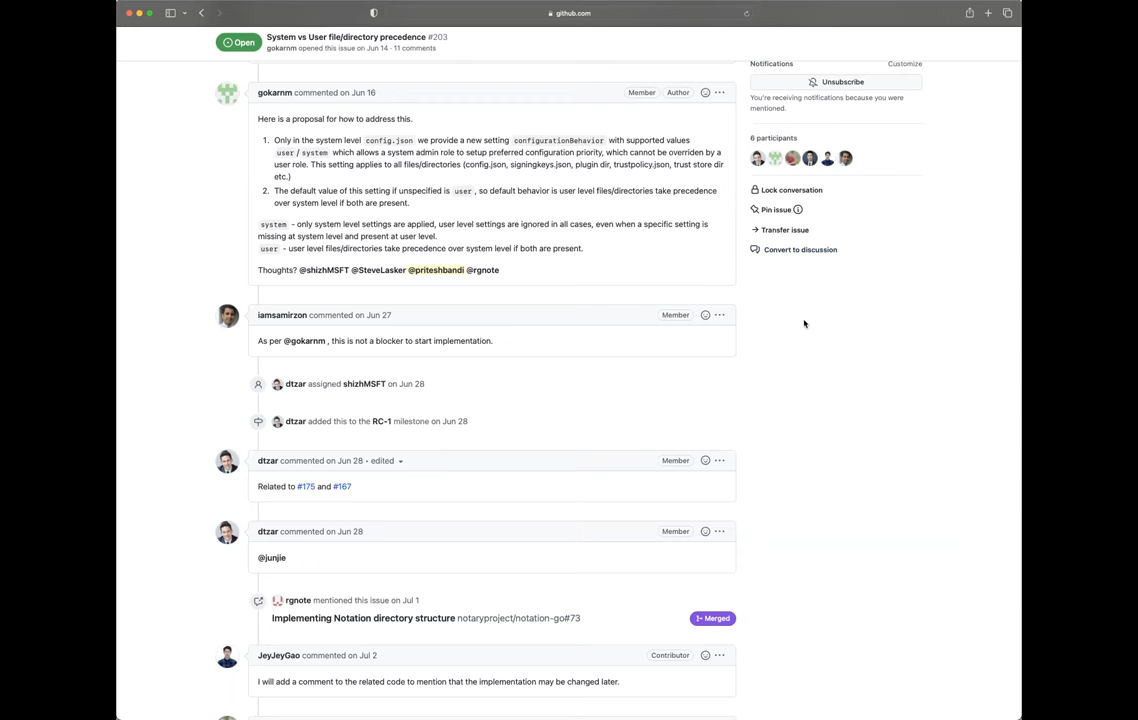 github.com
Open
System vs User file/directory precedence #203
gokarnm opened this issue on Jun 14 · 11 comments
Notifications
Customize
Unsubscribe
You're receiving notifications because you were
mentioned.
6 participants
Lock conversation
Pin issue
Transfer issue
Convert to discussion
gokarnm commented on Jun 16
Member
Author
Here is a proposal for how to address this.
1. Only in the system level config.json we provide a new setting configurationBehavior with supported values
user / system which allows a system admin role to setup preferred configuration priority, which cannot be overriden by a
user role. This setting applies to all files/directories (config.json, signingkeys.json, plugin dir, trustpolicy.json, trust store dir
etc.)
2. The default value of this setting if unspecified is user , so default behavior is user level files/directories take precedence
over system level if both are present.
system - only system level settings are applied, user level settings are ignored in all cases, even when a specific setting is
missing at system level and present at user level.
user - user level files/directories take precedence over system level if both are present.
Thoughts? @shizhMSFT @SteveLasker @priteshbandi @rgnote
iamsamirzon commented on Jun 27
Member
As per @gokarnm , this is not a blocker to start implementation.
dtzar assigned shizhMSFT on Jun 28
dtzar added this to the RC-1 milestone on Jun 28
dtzar commented on Jun 28 • edited
Member
Related to #175 and #167
dtzar commented on Jun 28
Member
@junjie
rgnote mentioned this issue on Jul 1
Implementing Notation directory structure notaryproject/notation-go#73
Merged
JeyJeyGao commented on Jul 2
Contributor
I will add a comment to the related code to mention that the implementation may be changed later.